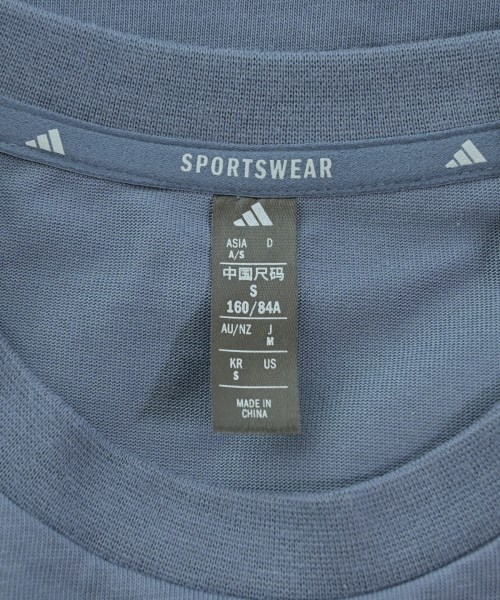 SPORTSWEAR
ASIA D
A/S
中国尺码
S
160/84A
AU/NZ J
M
KR US
S
MADE IN
CHINA